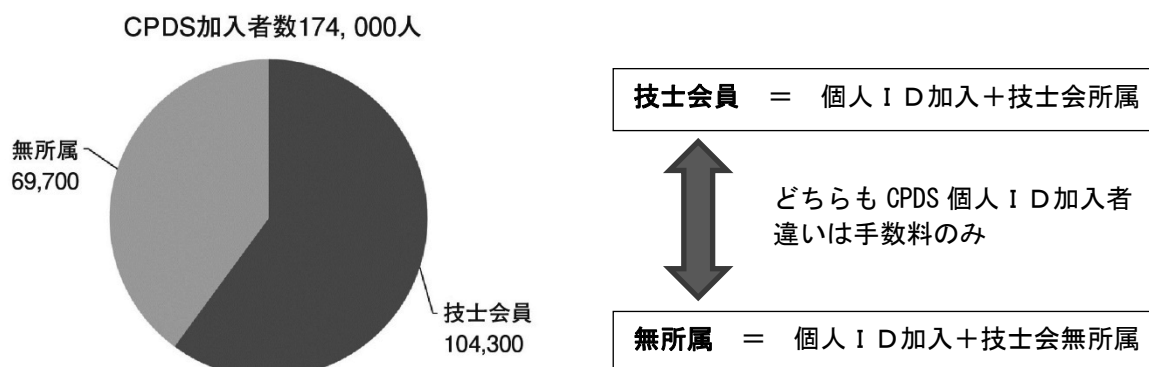 CPDS加入者数174,000人
無所属
69,700
技士会員
104,300
技士会員 ＝ 個人ＩＤ加入＋技士会所属
どちらも CPDS 個人ＩＤ加入者
違いは手数料のみ
無所属 ＝ 個人ＩＤ加入＋技士会無所属